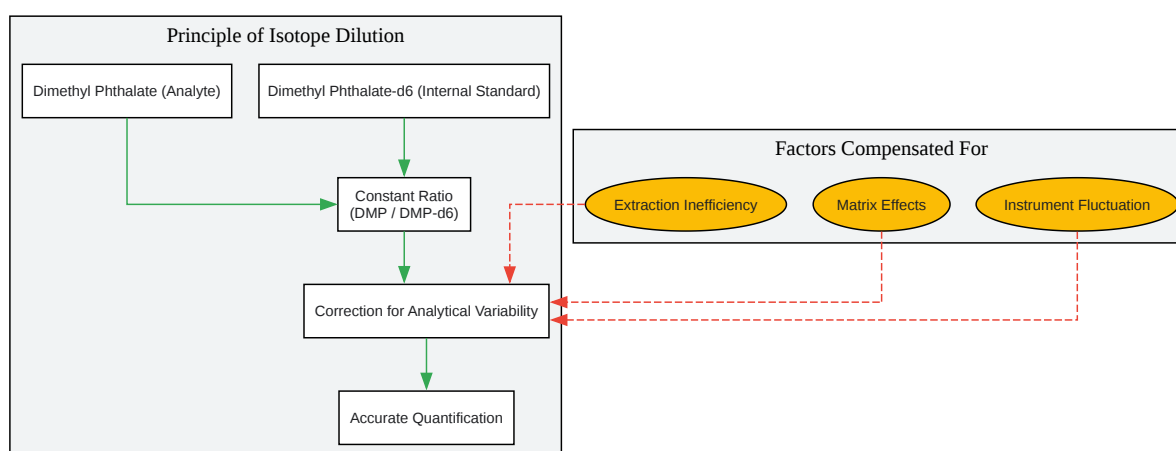 Principle of Isotope Dilution
Dimethyl Phthalate (Analyte)
Dimethyl Phthalate-d6 (Internal Standard)
Constant Ratio
(DMP / DMP-d6)
Correction for Analytical Variability
Accurate Quantification
Factors Compensated For
Extraction Inefficiency
Matrix Effects
Instrument Fluctuation